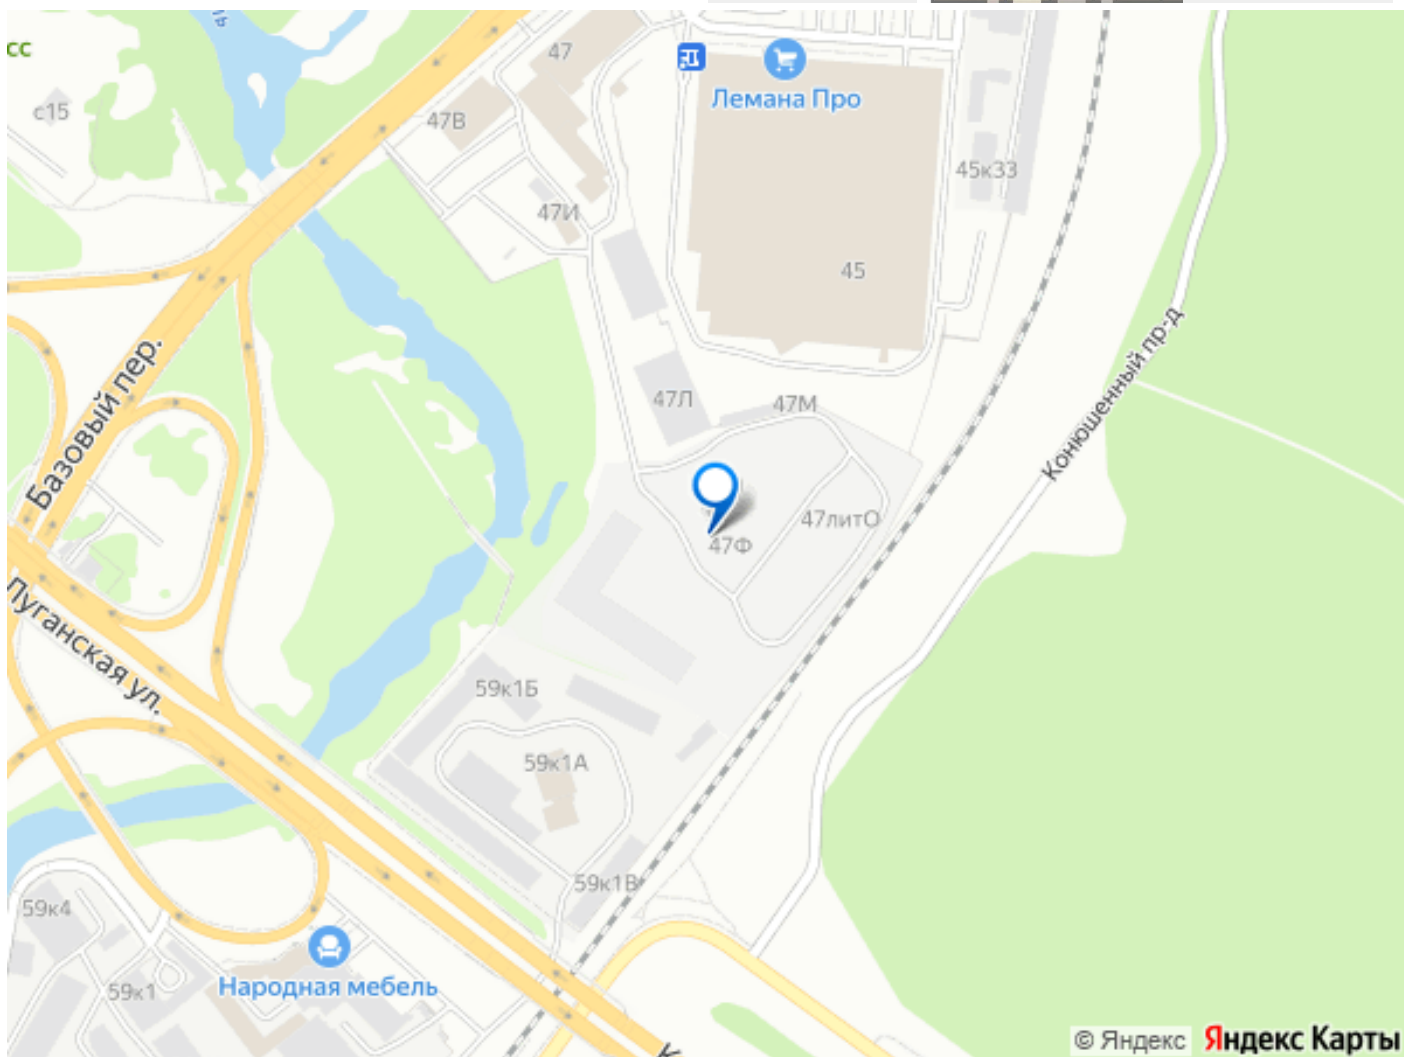 сс
с15
47
47В
Лемана Про
45к33
47И
45
Базовый пер.
Конюшенный пр-д
47Л
47М
47литО
47Ф
Луганская ул.
59к1Б
59к1А
59к1В
59к4
59к1
Народная мебель
© Яндекс Яндекс Карты